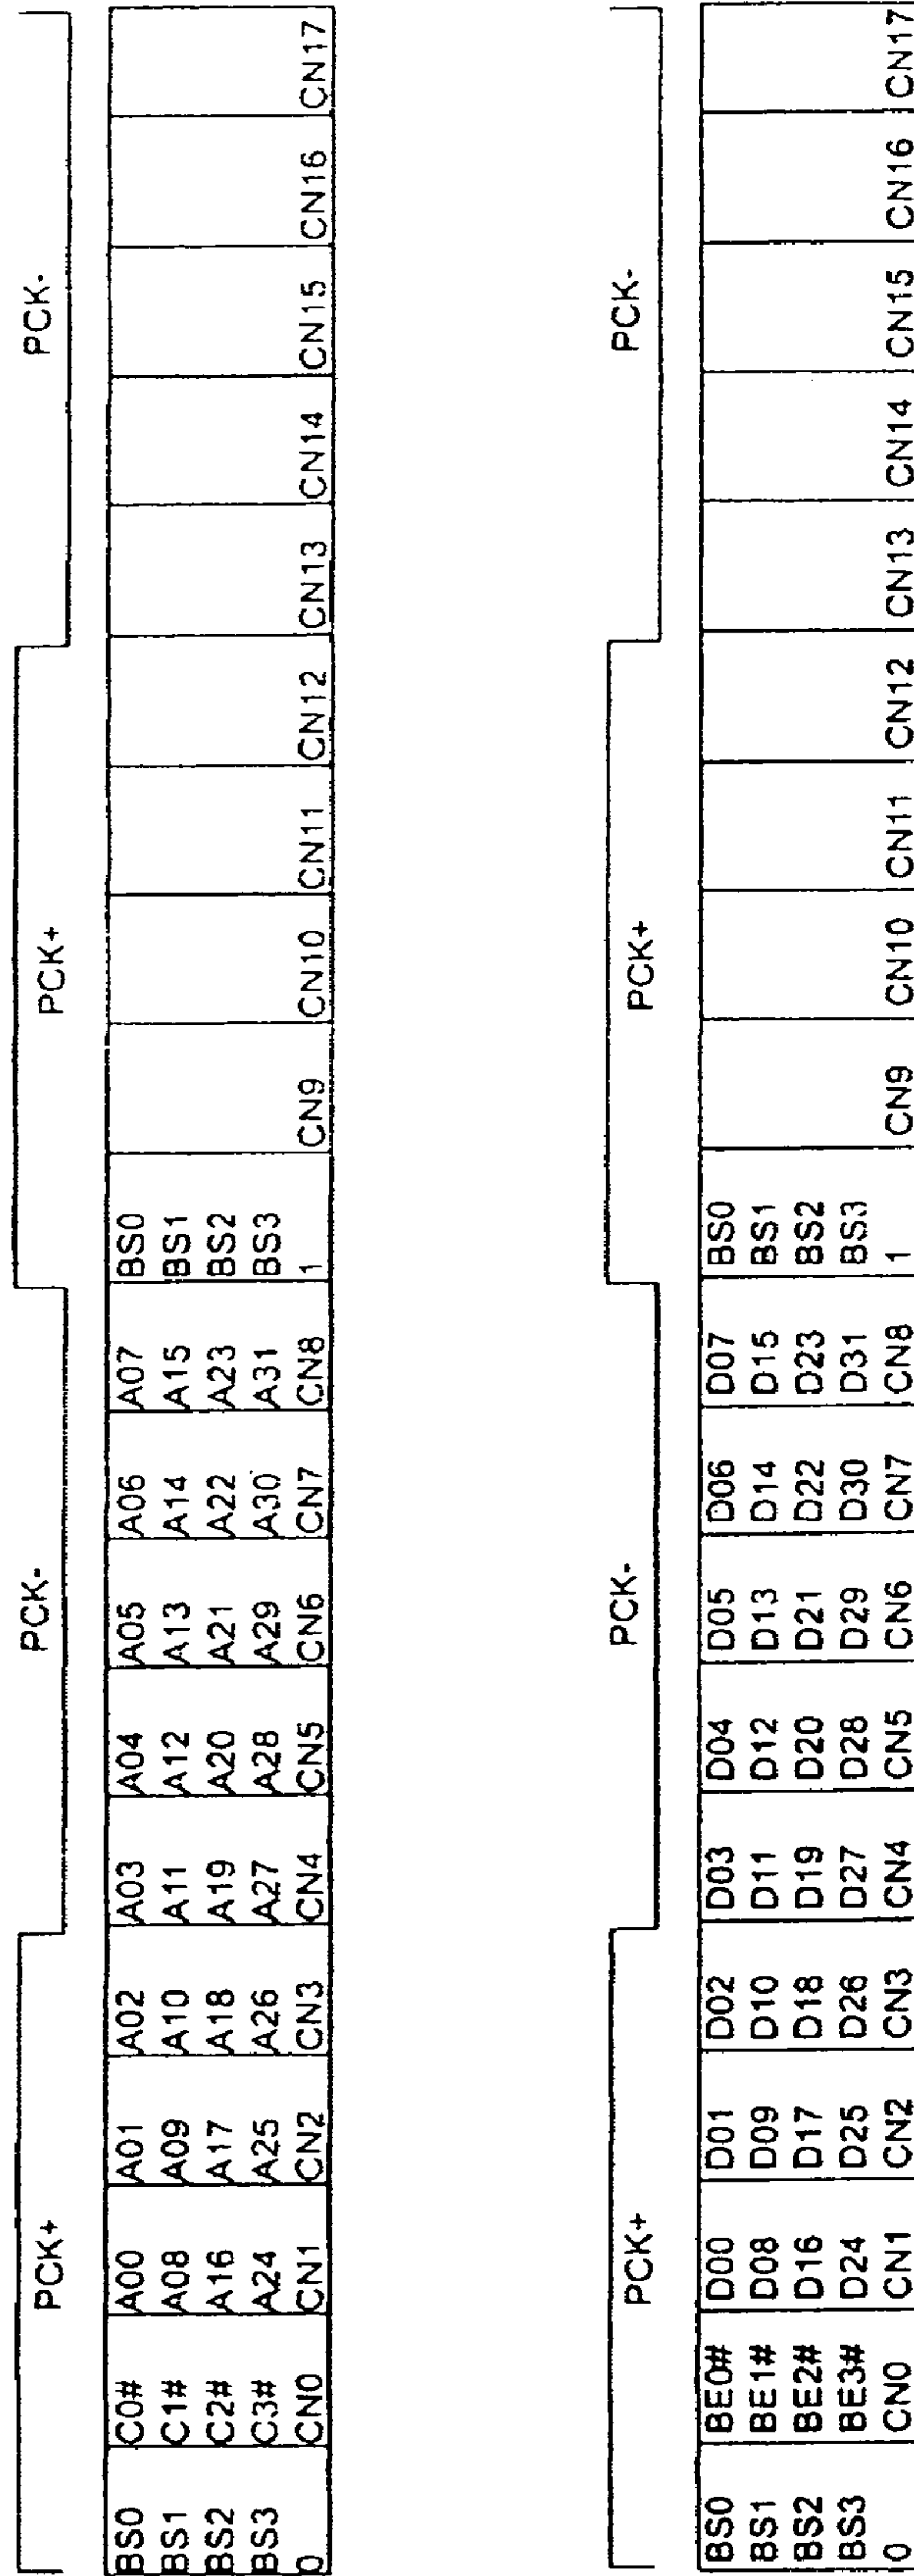 PCK+ PCK- PCK+ PCK-
BS0 C0# A00 A01 A02 A03 A04 A05 A06 A07 BS0
BS1 C1# A08 A09 A10 A11 A12 A13 A14 A15 BS1
BS2 C2# A16 A17 A18 A19 A20 A21 A22 A23 BS2
BS3 C3# A24 A25 A26 A27 A28 A29 A30 A31 BS3
0 CN0 CN1 CN2 CN3 CN4 CN5 CN6 CN7 CN8 1 CN9 CN10 CN11 CN12 CN13 CN14 CN15 CN16 CN17
PCK+ PCK- PCK+ PCK-
BS0 BE0# D00 D01 D02 D03 D04 D05 D06 D07 BS0
BS1 BE1# D08 D09 D10 D11 D12 D13 D14 D15 BS1
BS2 BE2# D16 D17 D18 D19 D20 D21 D22 D23 BS2
BS3 BE3# D24 D25 D26 D27 D28 D29 D30 D31 BS3
0 CN0 CN1 CN2 CN3 CN4 CN5 CN6 CN7 CN8 1 CN9 CN10 CN11 CN12 CN13 CN14 CN15 CN16 CN17